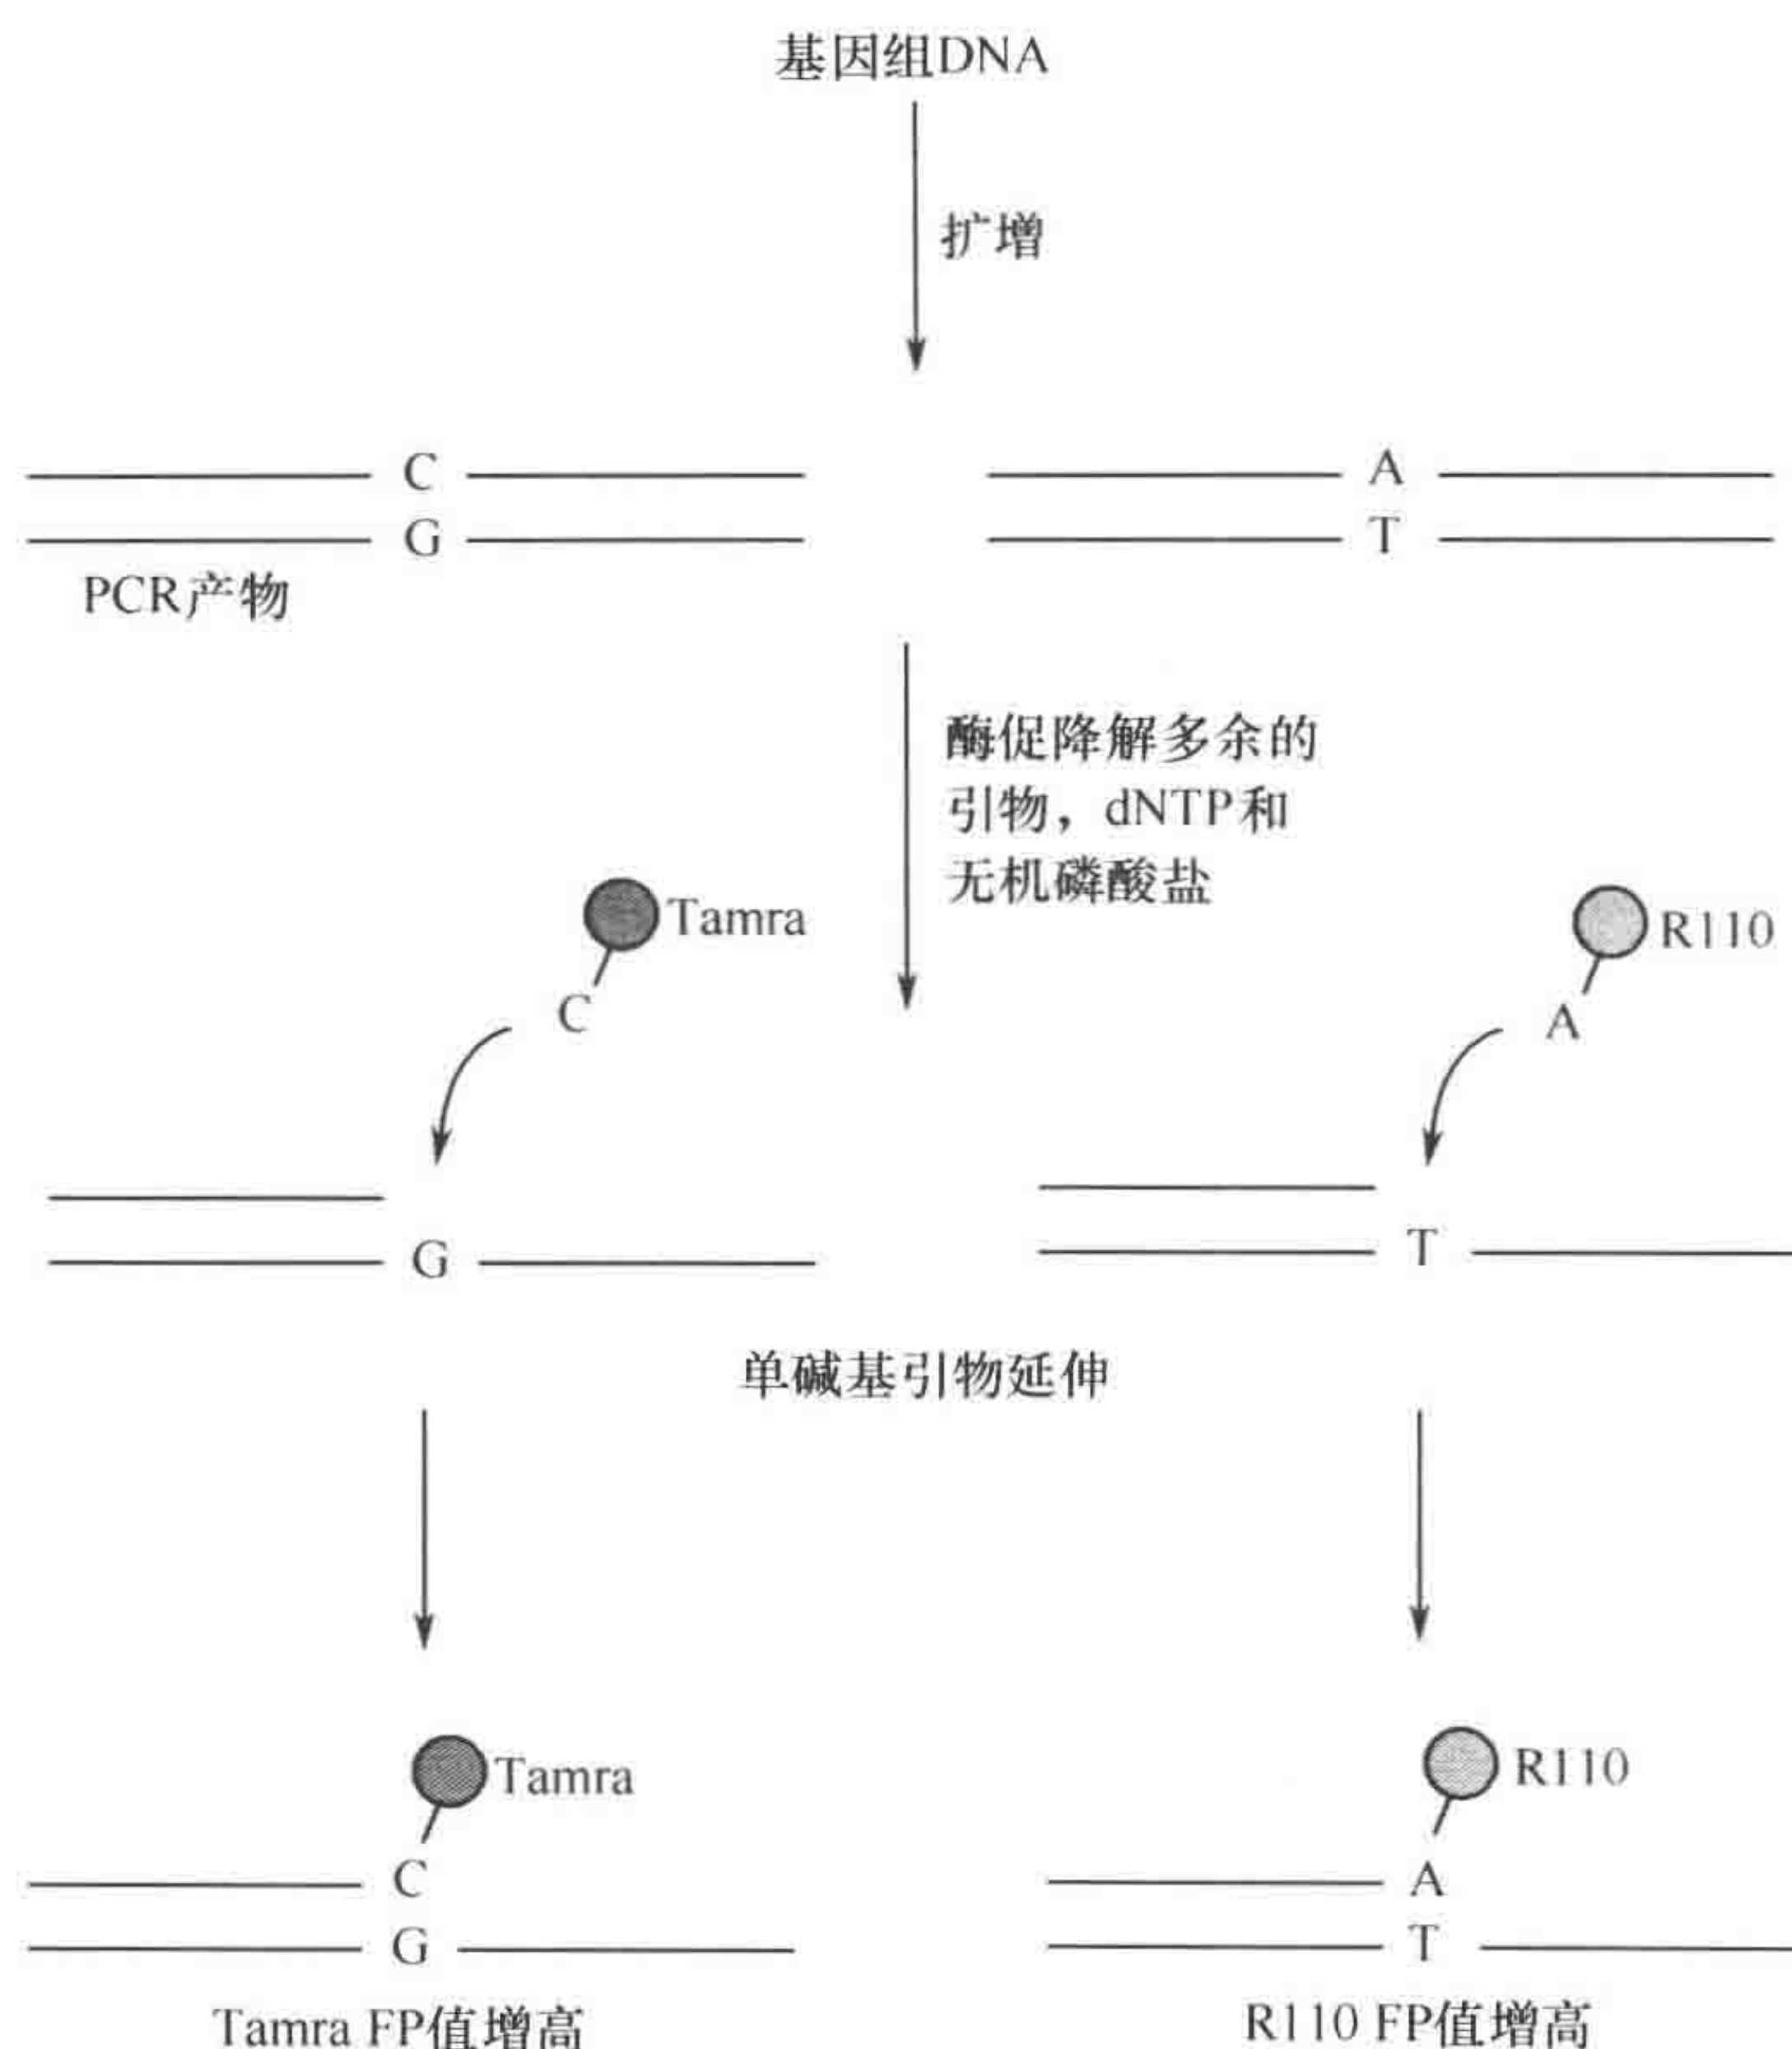 基因组DNA
扩增
C
A
G
T
PCR产物
酶促降解多余的
引物，dNTP和
无机磷酸盐
Tamra
R110
C
A
G
T
单碱基引物延伸
Tamra
R110
C
A
G
T
Tamra FP值增高
R110 FP值增高